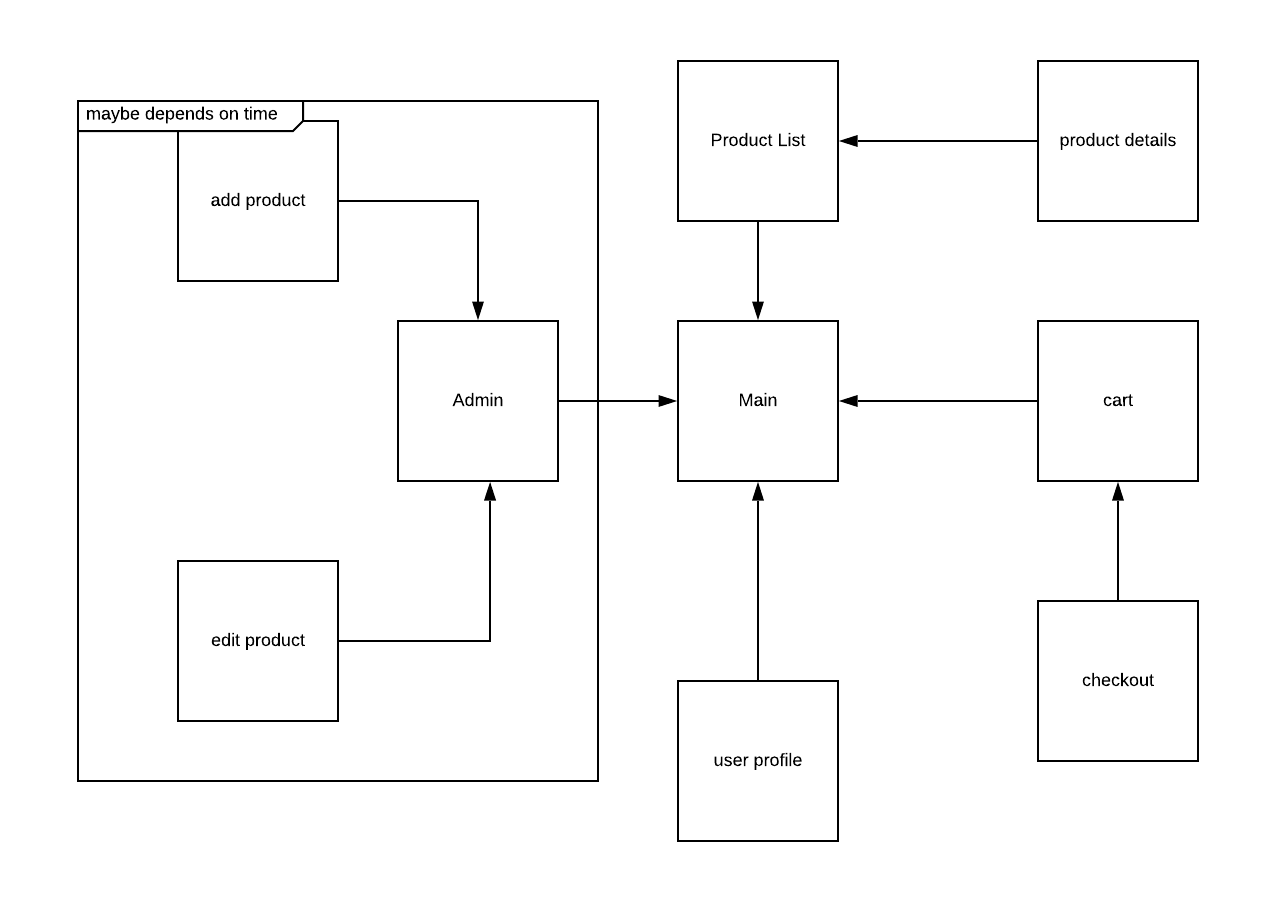 maybe depends on time
add product
Product List
product details
Admin
Main
cart
edit product
checkout
user profile